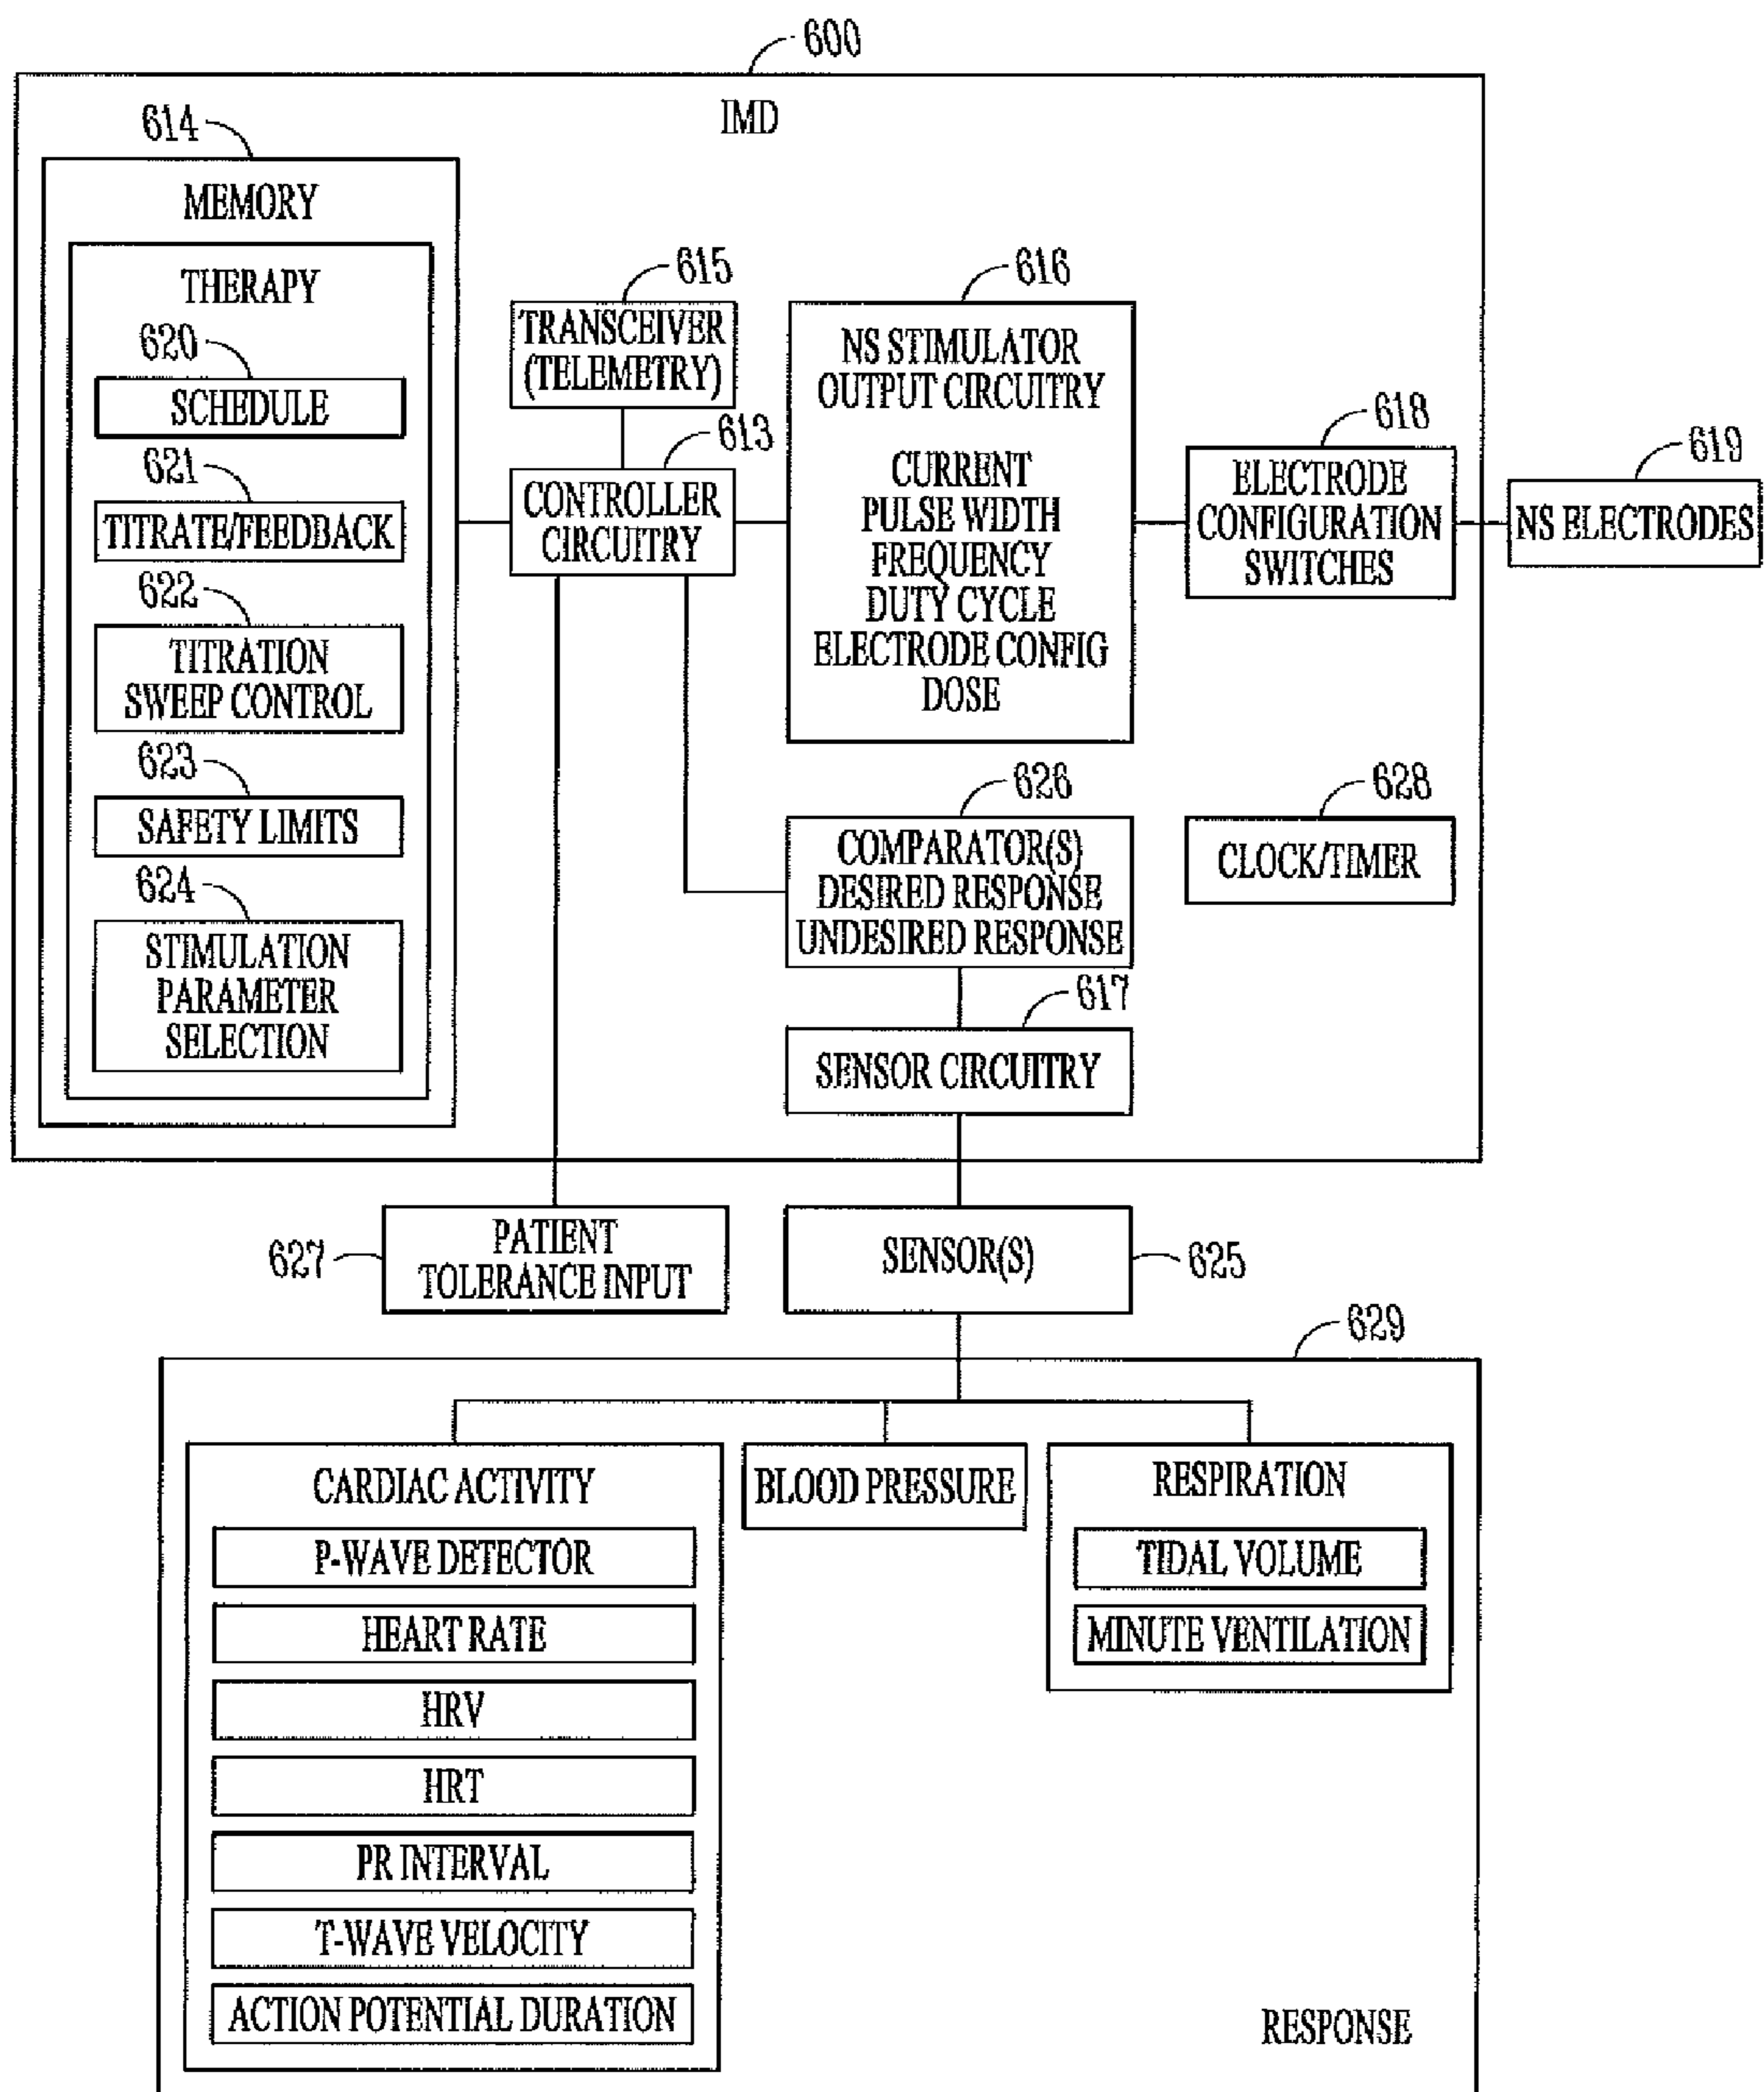 600
IMD
614
MEMORY
THERAPY
620
SCHEDULE
621
TITRATE/FEEDBACK
622
TITRATION
SWEEP CONTROL
623
SAFETY LIMITS
624
STIMULATION
PARAMETER
SELECTION
615
TRANSCEIVER
(TELEMETRY)
613
CONTROLLER
CIRCUITRY
616
NS STIMULATOR
OUTPUT CIRCUITRY
CURRENT
PULSE WIDTH
FREQUENCY
DUTY CYCLE
ELECTRODE CONFIG
DOSE
618
ELECTRODE
CONFIGURATION
SWITCHES
619
NS ELECTRODES
626
COMPARATOR(S)
DESIRED RESPONSE
UNDESIRED RESPONSE
628
CLOCK/TIMER
617
SENSOR CIRCUITRY
627
PATIENT
TOLERANCE INPUT
SENSOR(S)
625
629
CARDIAC ACTIVITY
P-WAVE DETECTOR
HEART RATE
HRV
HRT
PR INTERVAL
T-WAVE VELOCITY
ACTION POTENTIAL DURATION
BLOOD PRESSURE
RESPIRATION
TIDAL VOLUME
MINUTE VENTILATION
RESPONSE